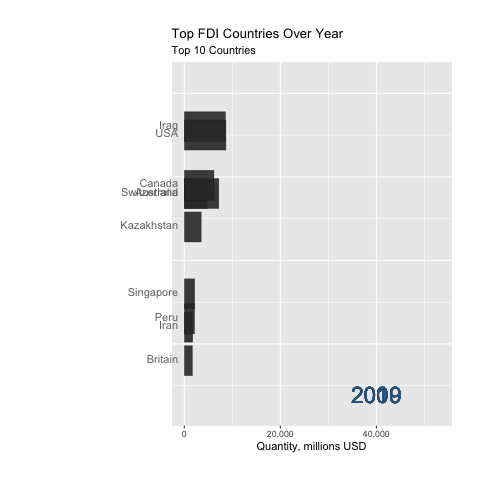 Top FDI Countries Over Year
Top 10 Countries
Iraq
USA
Canada
Switzerland
Australia
Kazakhstan
Singapore
Peru
Iran
Britain
0
20,000
40,000
Quantity, millions USD